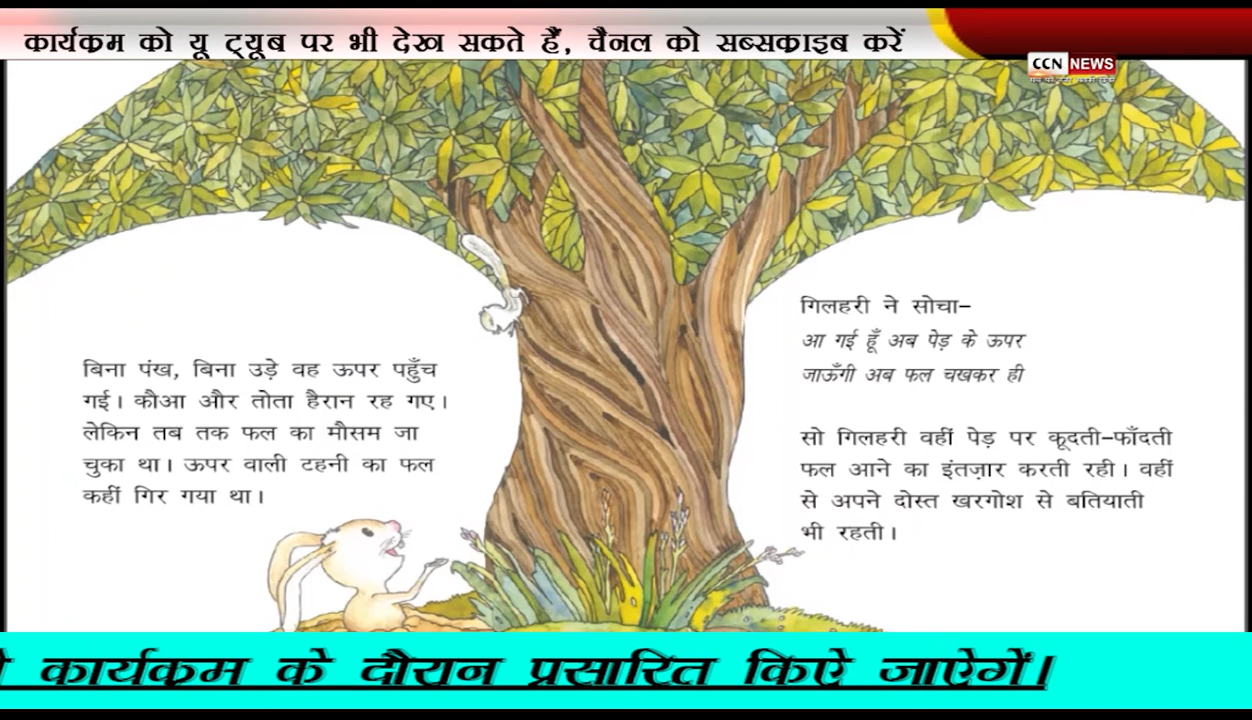 कार्यक्रम को यू ट्यूब पर भी देख सकते हैं, चैनल को सब्सक्राइब करें
CCN NEWS
बिना पंख, बिना उड़े वह ऊपर पहुँच
गई। कौआ और तोता हैरान रह गए।
लेकिन तब तक फल का मौसम जा
चुका था। ऊपर वाली टहनी का फल
कहीं गिर गया था।
गिलहरी ने सोचा–
आ गई हूँ अब पेड़ के ऊपर
जाऊँगी अब फल चखकर ही
सो गिलहरी वहीं पेड़ पर कूदती–फाँदती
फल आने का इंतज़ार करती रही। वहीं
से अपने दोस्त खरगोश से बतियाती
भी रहती।
कार्यक्रम के दौरान प्रसारित किऐ जाऐगें।